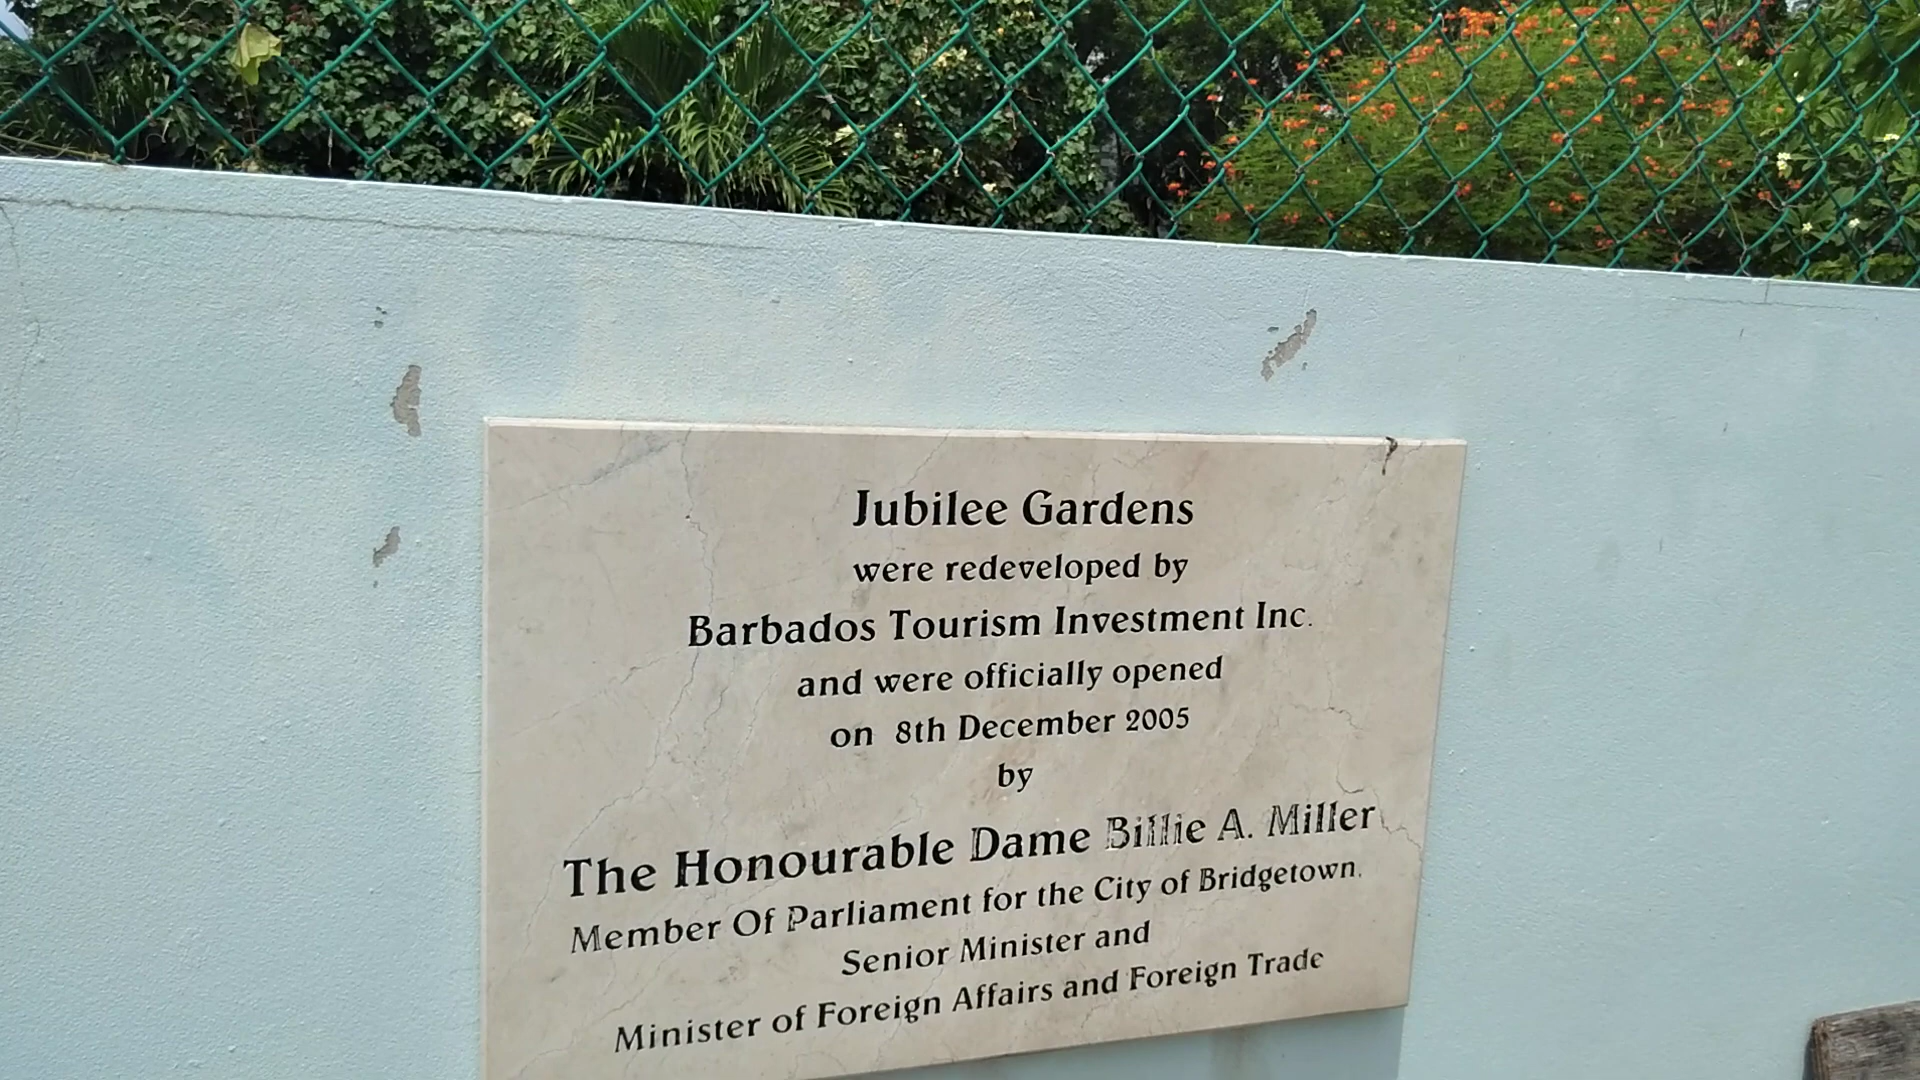 Jubilee Gardens
were redeveloped by
Barbados Tourism Investment Inc.
and were officially opened
on 8th December 2005
by
The Honourable Dame Billie A. Miller
Member Of Parliament for the City of Bridgetown.
Senior Minister and
Minister of Foreign Affairs and Foreign Trade